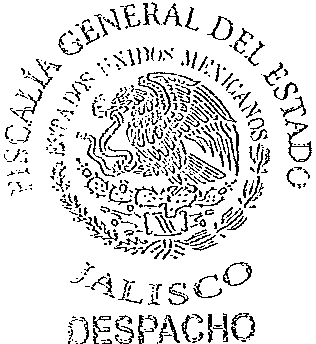 FISCALÍA GENERAL DEL ESTADO
ESTADOS UNIDOS MEXICANOS
JALISCO
DESPACHO